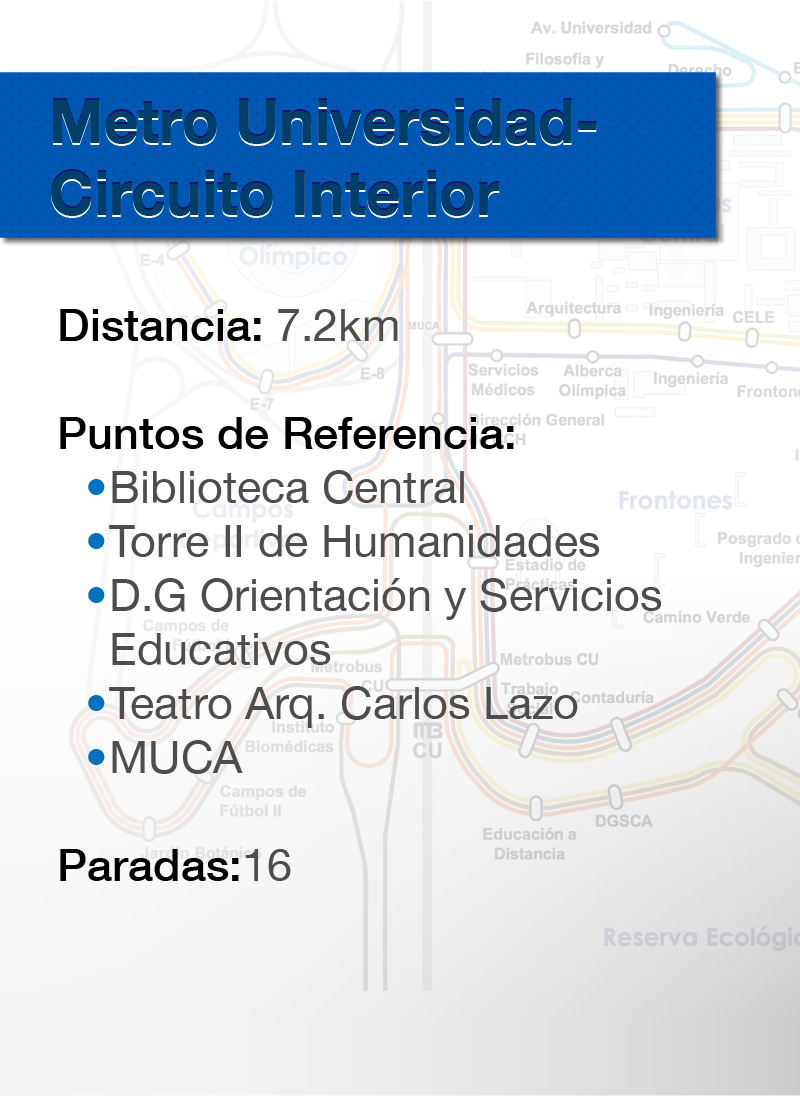 Av. Universidad
Filosofía y
Derecho
Metro Universidad-
Circuito Interior
E-4
Olímpico
Distancia: 7.2km
MUCA
Arquitectura
Ingeniería
CELE
E-8
Servicios
Médicos
Alberca
Olímpica
Ingeniería
E-7
Dirección General
Puntos de Referencia:
•Biblioteca Central
Campos
Frontones
•Torre II de Humanidades
Posgrado
Estadio de
Prácticas
•D.G Orientación y Servicios
Educativos
Camino Verde
Campos de
Metrobus
CU
Metrobus CU
Trabajo
Contaduría
•Teatro Arq. Carlos Lazo
Instituto
Biomédicas
CU
•MUCA
Campos de
Fútbol II
DGSCA
Educación a
Distancia
Jardín Botánico
Paradas:16
Reserva